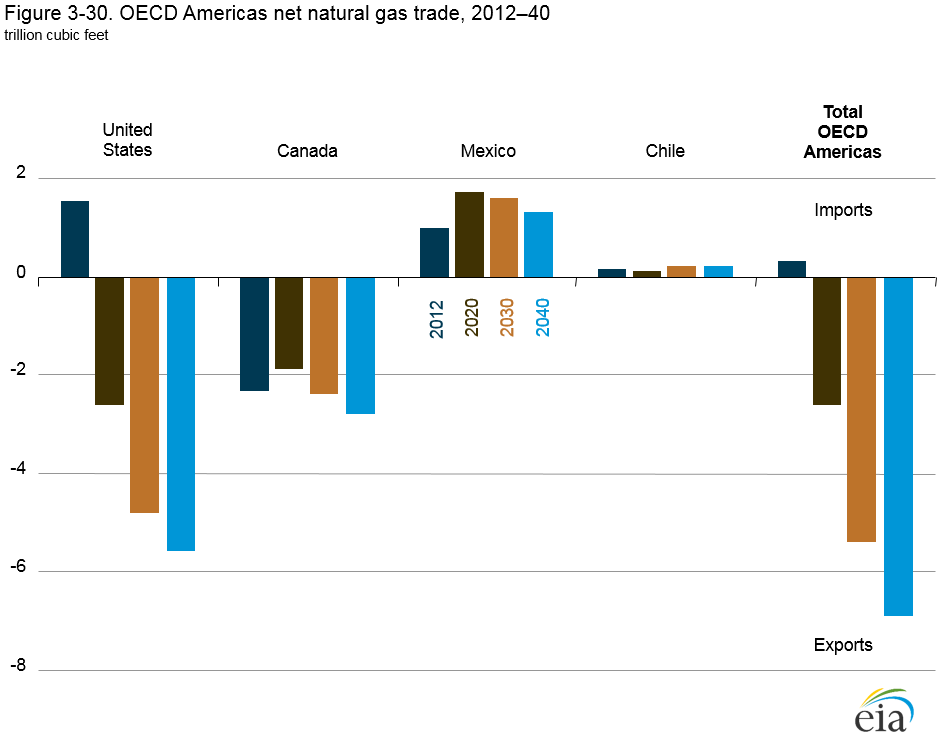 Figure 3-30. OECD Americas net natural gas trade, 2012–40
trillion cubic feet
United
States
Canada
Mexico
Chile
Total
OECD
Americas
2
Imports
0
2012
2020
2030
2040
-2
-4
-6
Exports
-8
eia